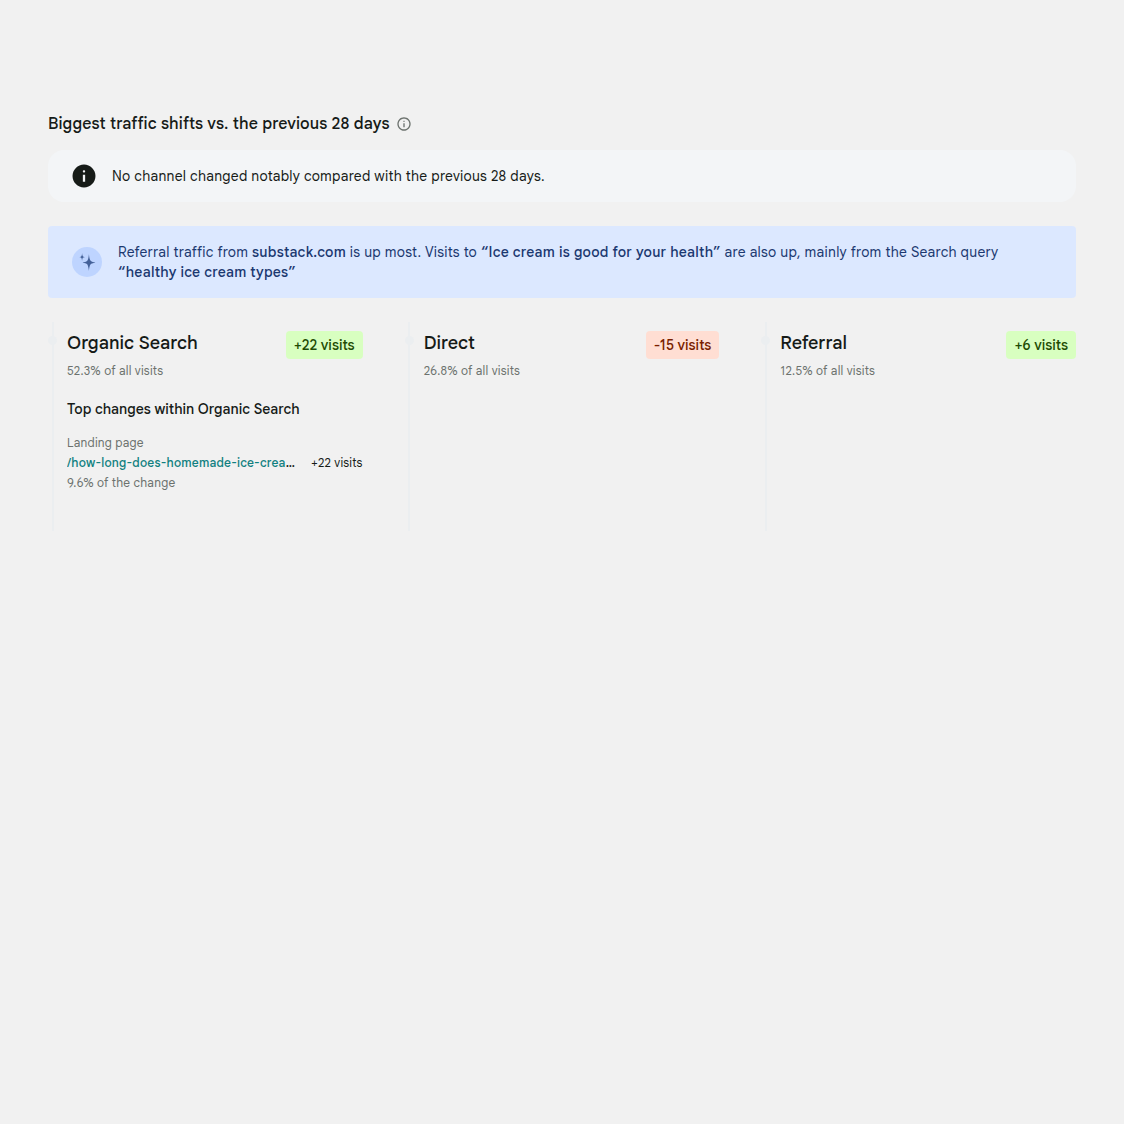 Biggest traffic shifts vs. the previous 28 days
No channel changed notably compared with the previous 28 days.
Referral traffic from substack.com is up most. Visits to “Ice cream is good for your health” are also up, mainly from the Search query
“healthy ice cream types”
Organic Search +22 visits
52.3% of all visits
Top changes within Organic Search
Landing page
/how-long-does-homemade-ice-crea... +22 visits
9.6% of the change
Direct -15 visits
26.8% of all visits
Referral +6 visits
12.5% of all visits